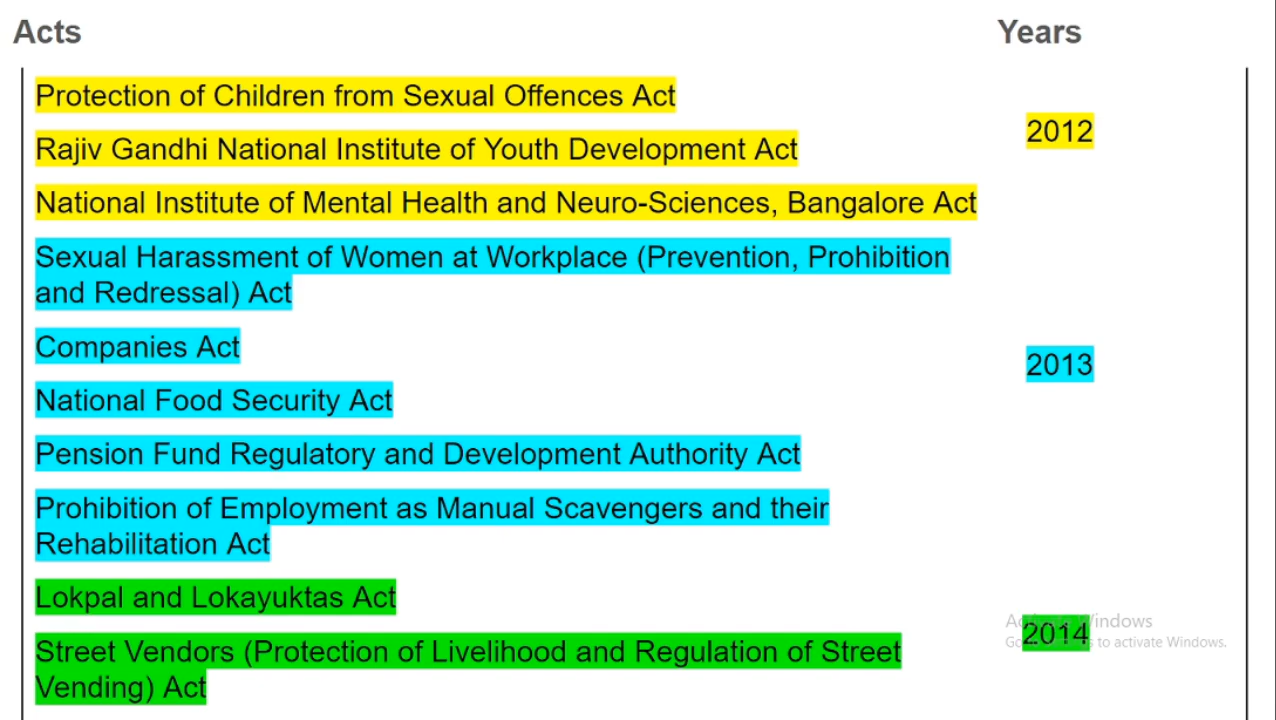 Acts
Years
Protection of Children from Sexual Offences Act
Rajiv Gandhi National Institute of Youth Development Act
2012
National Institute of Mental Health and Neuro-Sciences, Bangalore Act
Sexual Harassment of Women at Workplace (Prevention, Prohibition
and Redressal) Act
Companies Act
2013
National Food Security Act
Pension Fund Regulatory and Development Authority Act
Prohibition of Employment as Manual Scavengers and their
Rehabilitation Act
Lokpal and Lokayuktas Act
2014
Street Vendors (Protection of Livelihood and Regulation of Street
Vending) Act
Windows
to activate Windows.